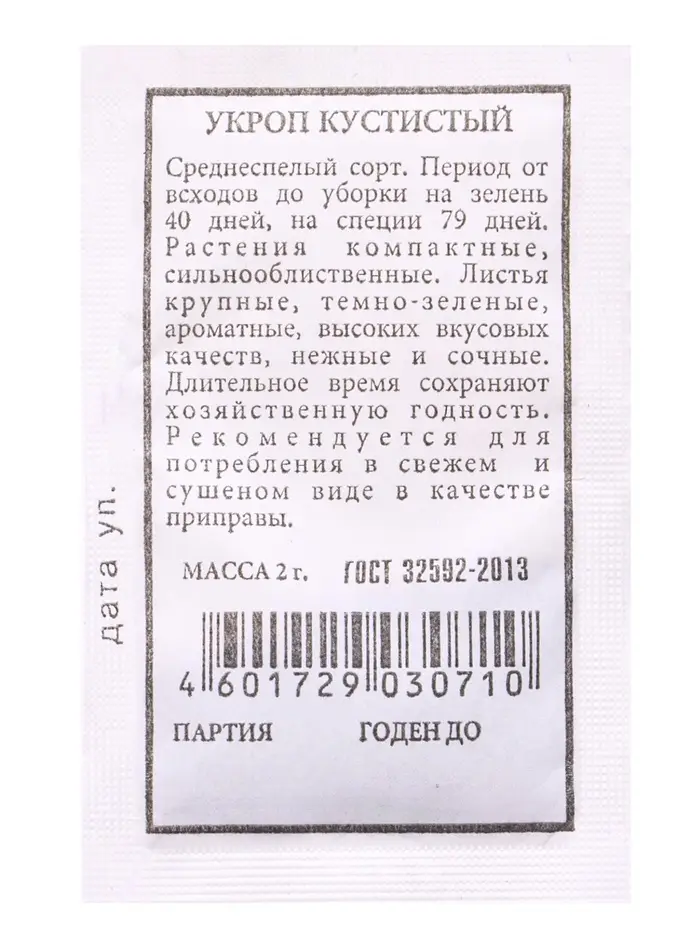 УКРОП КУСТИСТЫЙ
Среднеспелый сорт. Период от
всходов до уборки на зелень
40 дней, на специи 79 дней.
Растения компактные,
сильнооблиственные. Листья
крупные, темно-зеленые,
ароматные, высоких вкусовых
качеств, нежные и сочные.
Длительное время сохраняют
хозяйственную годность.
Рекомендуется для
потребления в свежем и
сушеном виде в качестве
приправы.
МАССА 2 г. ГОСТ 32592-2013
4 601729 030710
ПАРТИЯ ГОДЕН ДО
дата уп.